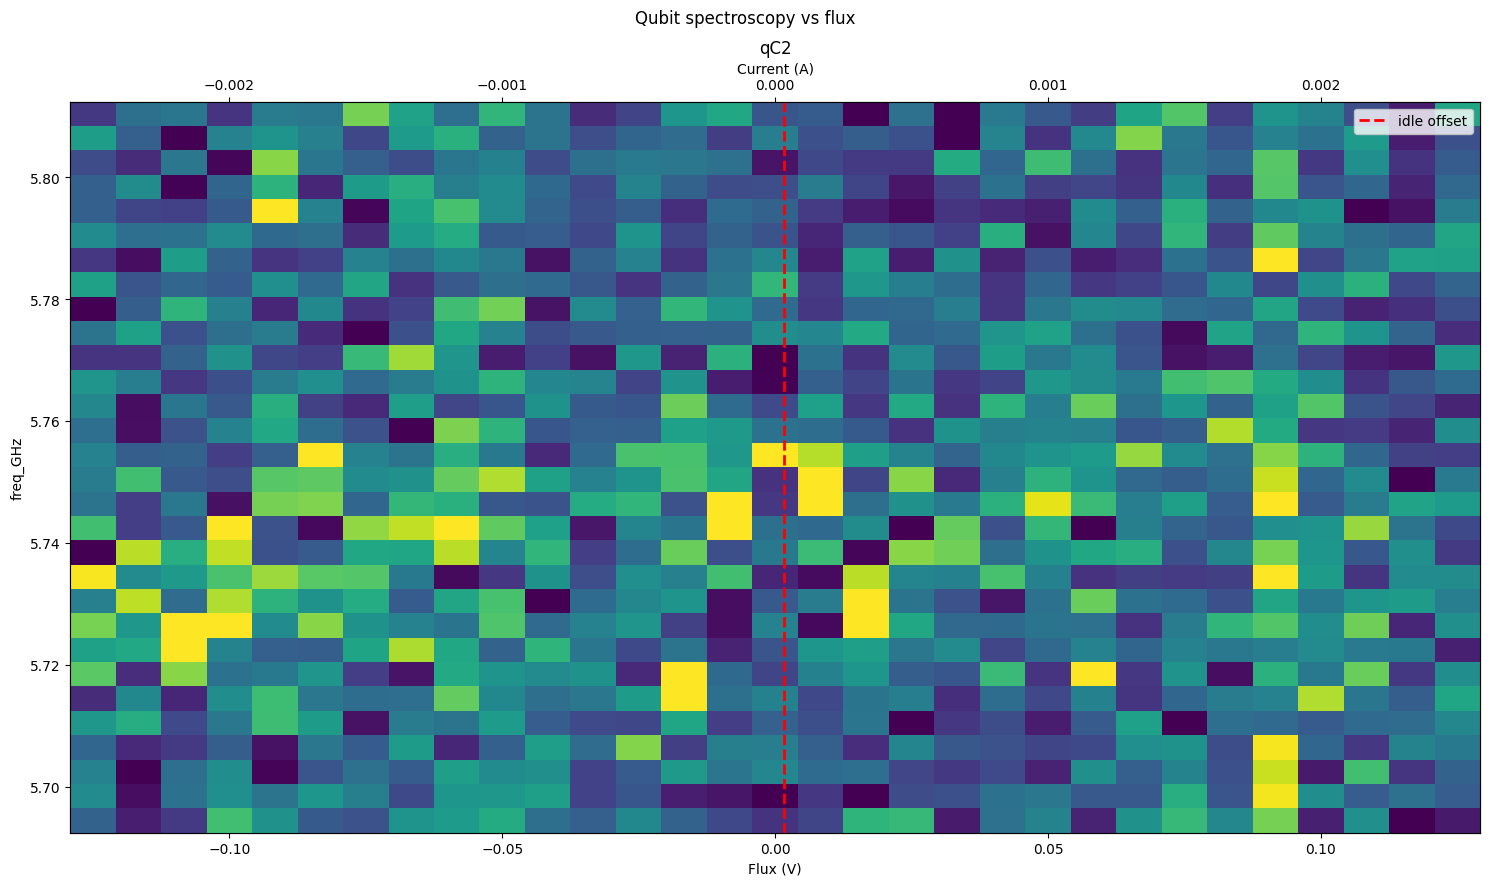 Qubit spectroscopy vs flux
qC2
Current (A)
−0.002 −0.001 0.000 0.001 0.002
idle offset
5.80
5.78
5.76
5.74
5.72
5.70
freq_GHz
−0.10 −0.05 0.00 0.05 0.10
Flux (V)